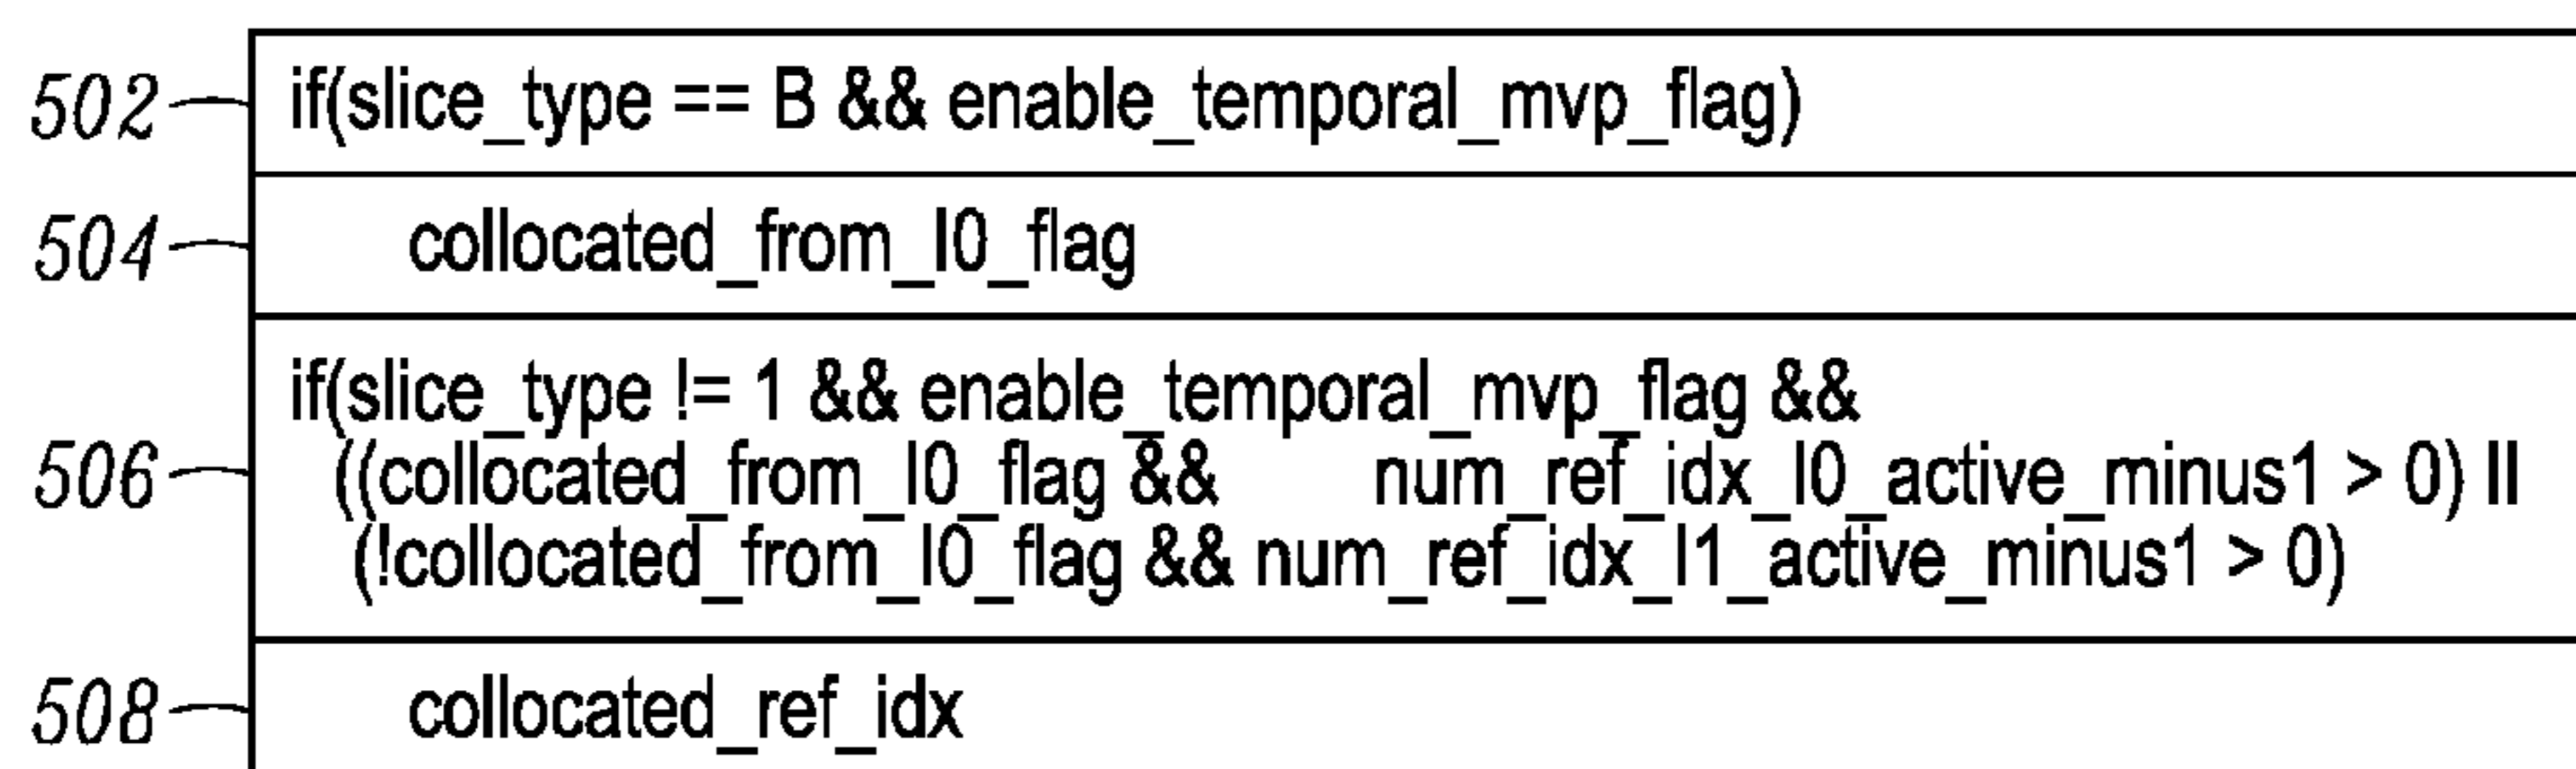 502 if(slice_type == B && enable_temporal_mvp_flag)
504 collocated_from_l0_flag
if(slice_type != 1 && enable_temporal_mvp_flag &&
506 ((collocated_from_l0_flag && num_ref_idx_l0_active_minus1 > 0) ll
(!collocated_from_l0_flag && num_ref_idx_l1_active_minus1 > 0)
508 collocated_ref_idx